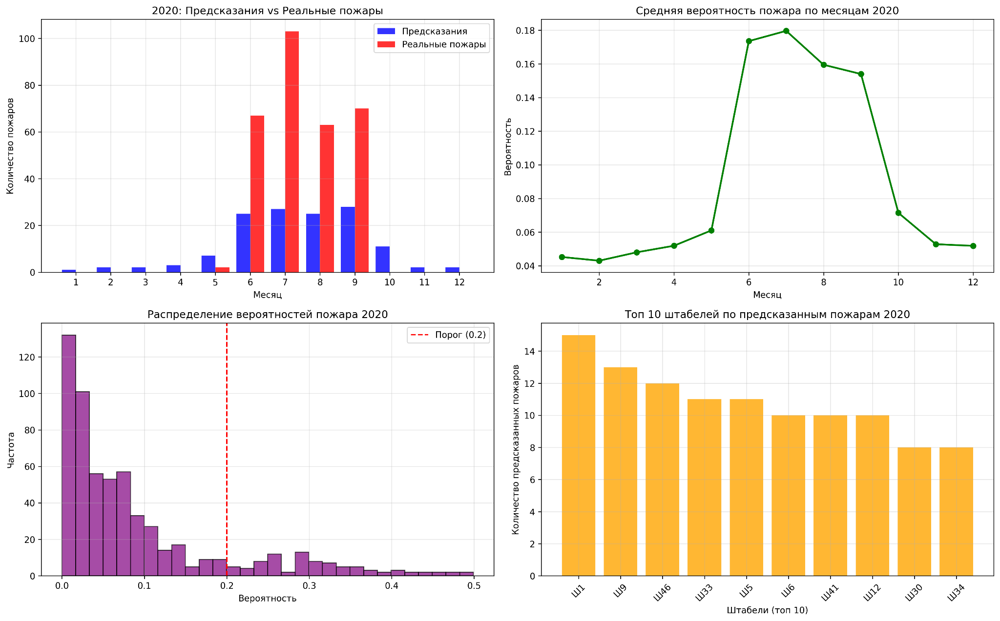 2020: Предсказания vs Реальные пожары
Предсказания
Реальные пожары
Количество пожаров
100
80
60
40
20
0
1 2 3 4 5 6 7 8 9 10 11 12
Месяц
Средняя вероятность пожара по месяцам 2020
Вероятность
0.18
0.16
0.14
0.12
0.10
0.08
0.06
0.04
2 4 6 8 10 12
Месяц
Распределение вероятностей пожара 2020
Порог (0.2)
Частота
120
100
80
60
40
20
0
0.0 0.1 0.2 0.3 0.4 0.5
Вероятность
Топ 10 штабелей по предсказанным пожарам 2020
Количество предсказанных пожаров
14
12
10
8
6
4
2
0
Ш1 Ш9 Ш46 Ш33 Ш5 Ш6 Ш41 Ш12 Ш30 Ш34
Штабели (топ 10)